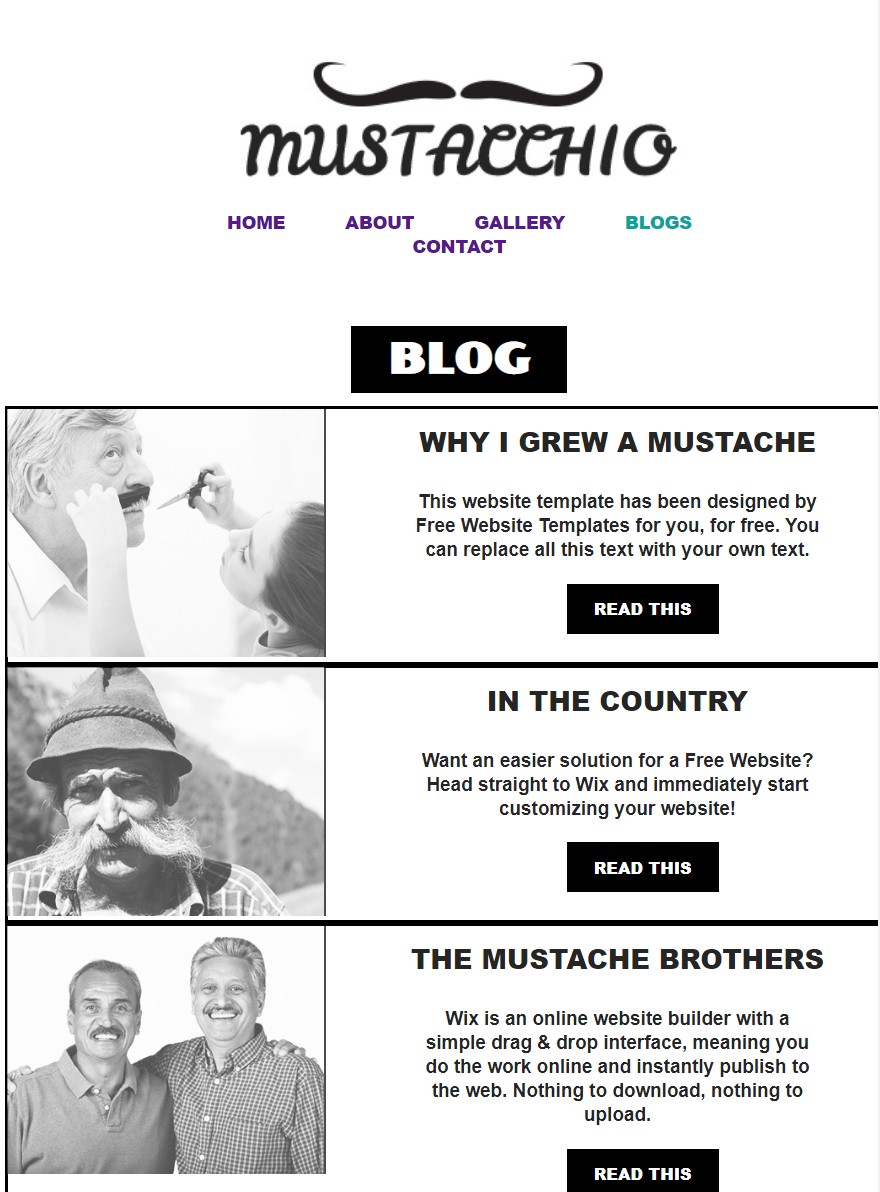 MUSTACCHIO
HOME ABOUT GALLERY BLOGS
CONTACT
BLOG
WHY I GREW A MUSTACHE
This website template has been designed by
Free Website Templates for you, for free. You
can replace all this text with your own text.
READ THIS
IN THE COUNTRY
Want an easier solution for a Free Website?
Head straight to Wix and immediately start
customizing your website!
READ THIS
THE MUSTACHE BROTHERS
Wix is an online website builder with a
simple drag & drop interface, meaning you
do the work online and instantly publish to
the web. Nothing to download, nothing to
upload.
READ THIS